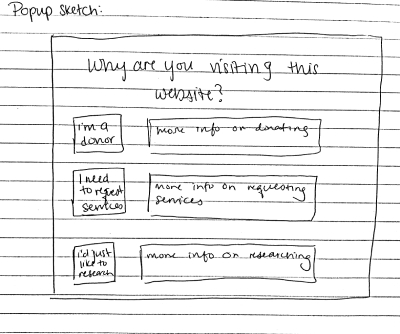 Popup sketch:
Why are you visiting this
website?
i'm a
donor
more info on donating
I need
to request
services
more info on requesting
services
i'd just
like to
research
more info on researching